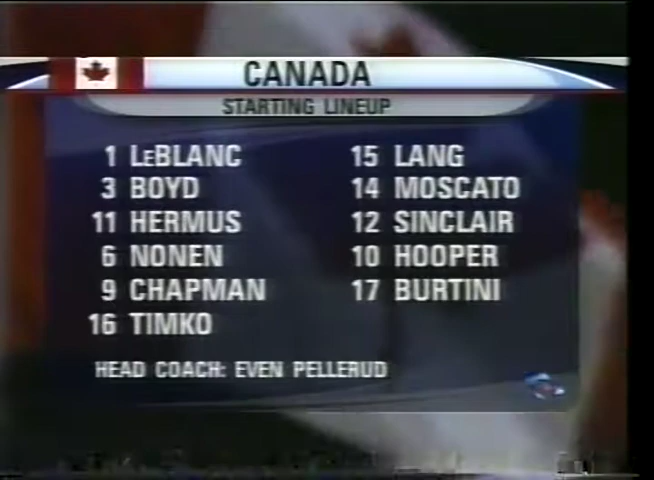 CANADA
STARTING LINEUP
1 LEBLANC
3 BOYD
11 HERMUS
6 NONEN
9 CHAPMAN
16 TIMKO
15 LANG
14 MOSCATO
12 SINCLAIR
10 HOOPER
17 BURTINI
HEAD COACH: EVEN PELLERUD